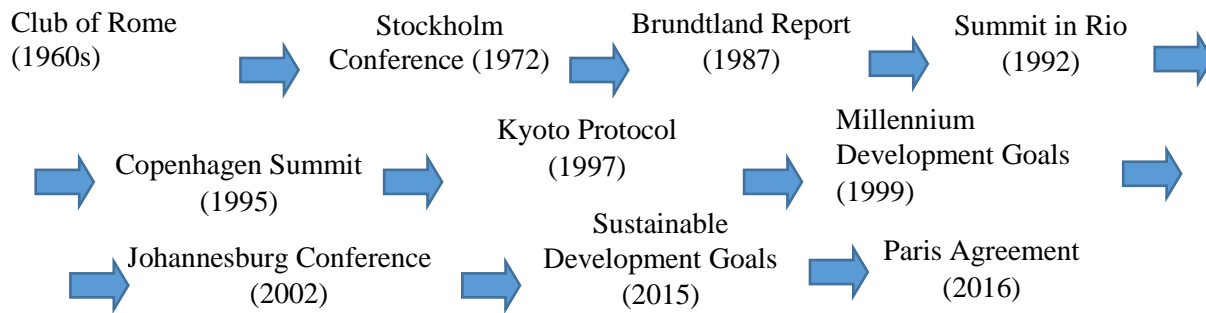 Club of Rome
(1960s)
Stockholm
Conference (1972)
Brundtland Report
(1987)
Summit in Rio
(1992)
Copenhagen Summit
(1995)
Kyoto Protocol
(1997)
Millennium
Development Goals
(1999)
Johannesburg Conference
(2002)
Sustainable
Development Goals
(2015)
Paris Agreement
(2016)